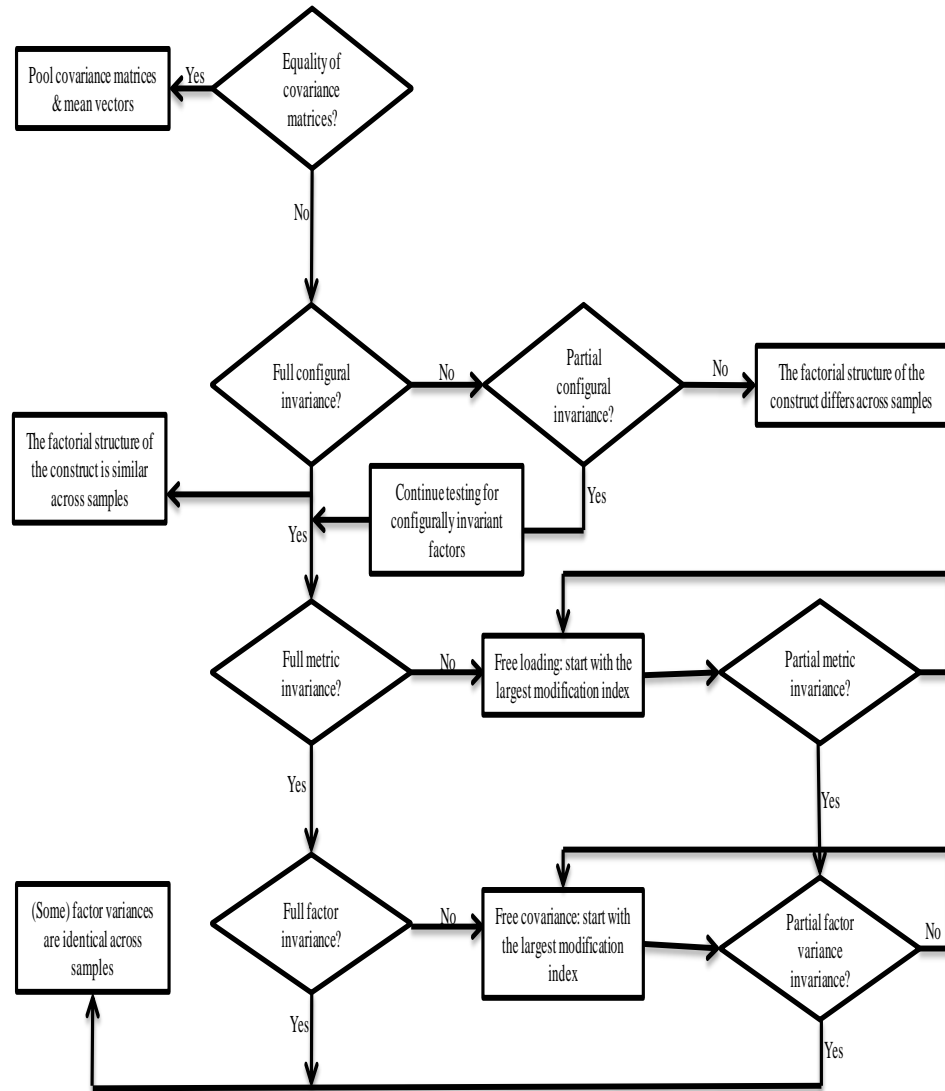 Equality of
covariance
matrices?
Yes
Pool covariance matrices
& mean vectors
No
Full configural
invariance?
No
Partial
configural
invariance?
No
The factorial structure of the
construct differs across samples
The factorial structure of
the construct is similar
across samples
Yes
Continue testing for
configurally invariant
factors
Yes
Full metric
invariance?
No
Free loading: start with the
largest modification index
Partial metric
invariance?
Yes
Yes
(Some) factor variances
are identical across
samples
Full factor
invariance?
No
Free covariance: start with
the largest modification
index
Partial factor
variance
invariance?
No
Yes
Yes